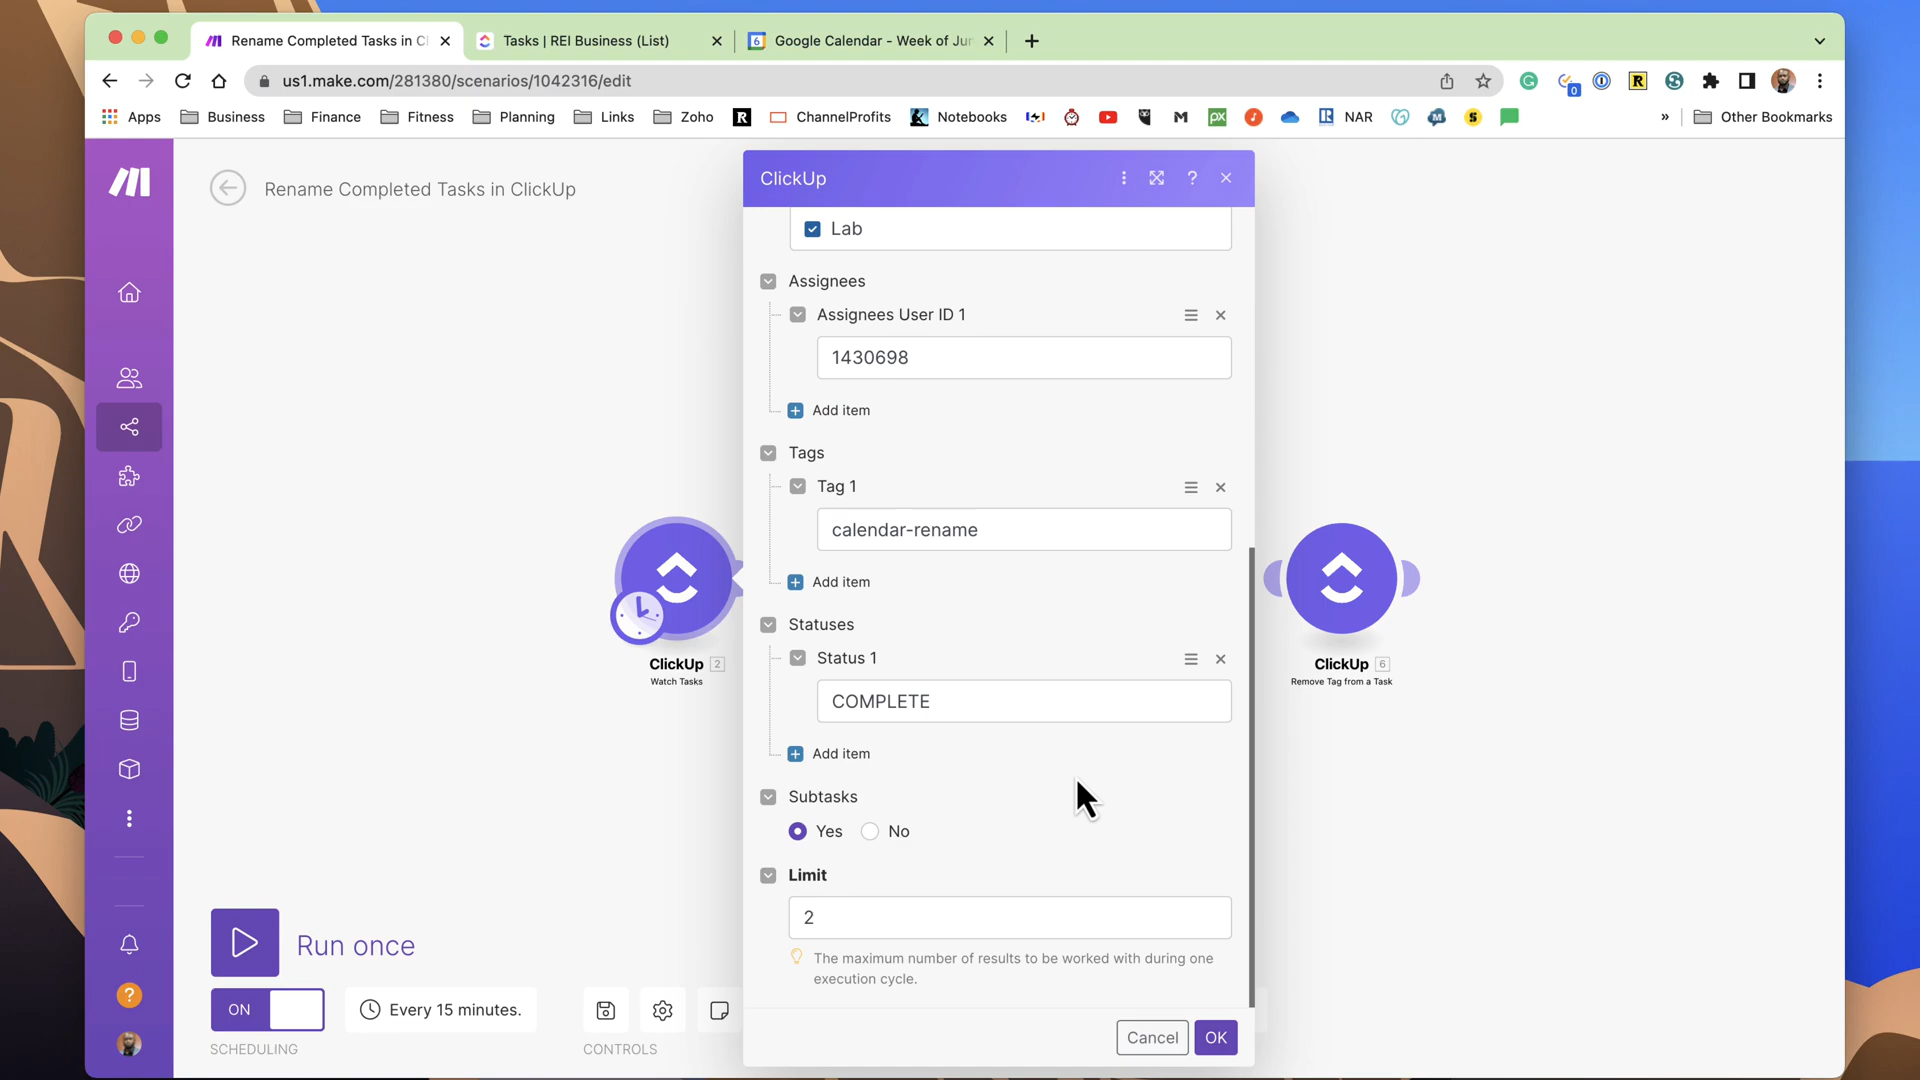 Rename Completed Tasks in Cl
Tasks | REI Business (List)
6
Google Calendar - Week of Jun
us1.make.com/281380/scenarios/1042316/edit
R
0
Apps
Business
Finance
Fitness
Planning
Links
Zoho
R
ChannelProfits
Notebooks
NAR
»
Other Bookmarks
Rename Completed Tasks in ClickUp
ClickUp
?
Lab
Assignees
Assignees User ID 1
1430698
Add item
Tags
Tag 1
calendar-rename
Add item
Statuses
Status 1
COMPLETE
Add item
Subtasks
Yes
No
Limit
2
The maximum number of results to be worked with during one
execution cycle.
Cancel
OK
ClickUp 2
Watch Tasks
ClickUp 6
Remove Tag from a Task
Run once
ON
Every 15 minutes.
SCHEDULING
CONTROLS
?